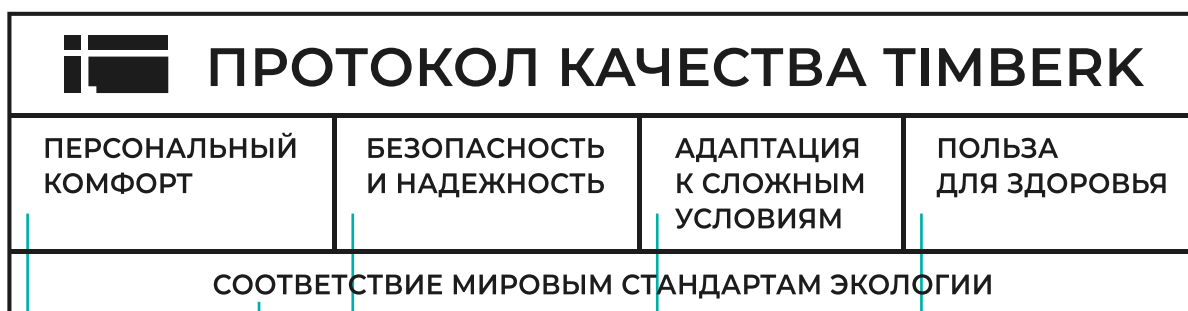 ПРОТОКОЛ КАЧЕСТВА TIMBERK
ПЕРСОНАЛЬНЫЙ
КОМФОРТ
БЕЗОПАСНОСТЬ
И НАДЕЖНОСТЬ
АДАПТАЦИЯ
К СЛОЖНЫМ
УСЛОВИЯМ
ПОЛЬЗА
ДЛЯ ЗДОРОВЬЯ
СООТВЕТСТВИЕ МИРОВЫМ СТАНДАРТАМ ЭКОЛОГИИ